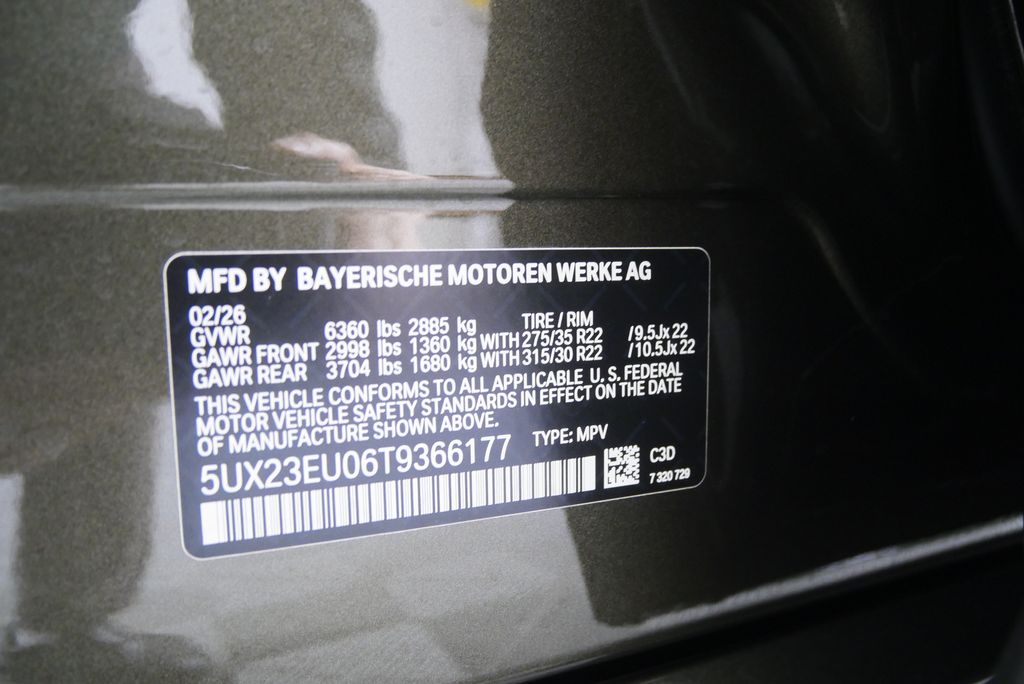 MFD BY BAYERISCHE MOTOREN WERKE AG
02/26 TIRE / RIM
GVWR 6360 lbs 2885 kg
GAWR FRONT 2998 lbs 1360 kg WITH 275/35 R22 /9.5Jx22
GAWR REAR 3704 lbs 1680 kg WITH 315/30 R22 /10.5Jx22
THIS VEHICLE CONFORMS TO ALL APPLICABLE U.S. FEDERAL
MOTOR VEHICLE SAFETY STANDARDS IN EFFECT ON THE DATE
OF MANUFACTURE SHOWN ABOVE.
5UX23EU06T9366177 TYPE: MPV
C3D
7 320 729